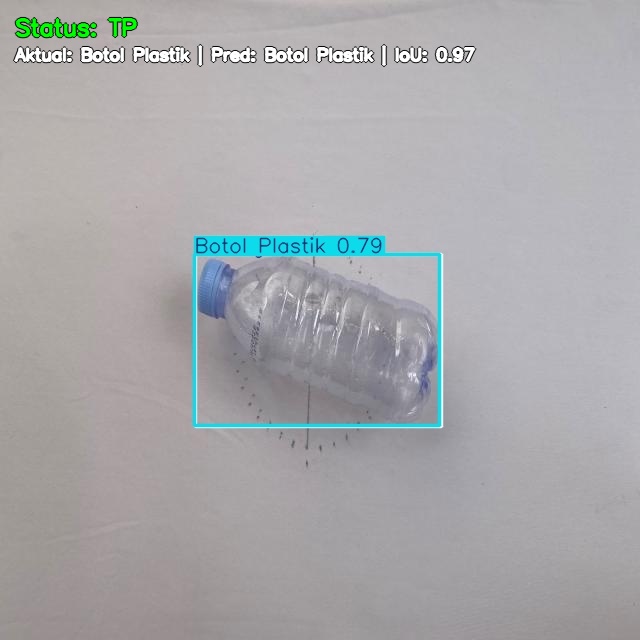 Status: TP
Aktual: Botol Plastik | Pred: Botol Plastik | IoU: 0.97
Botol Plastik 0.79